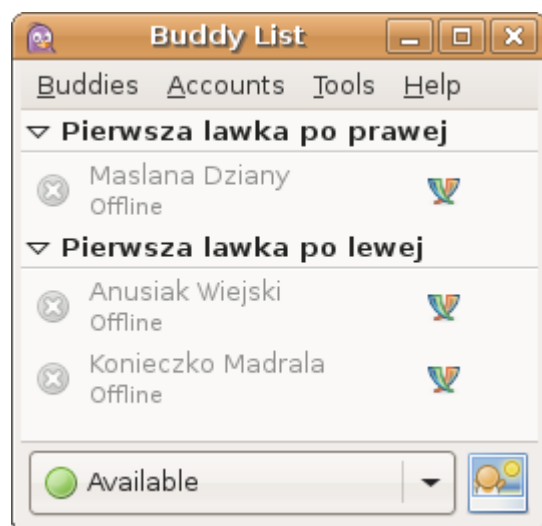 Buddy List
Buddies Accounts Tools Help
Pierwsza lawka po prawej
Maslana Dziany
Offline
Pierwsza lawka po lewej
Anusiak Wiejski
Offline
Konieczko Madrala
Offline
Available